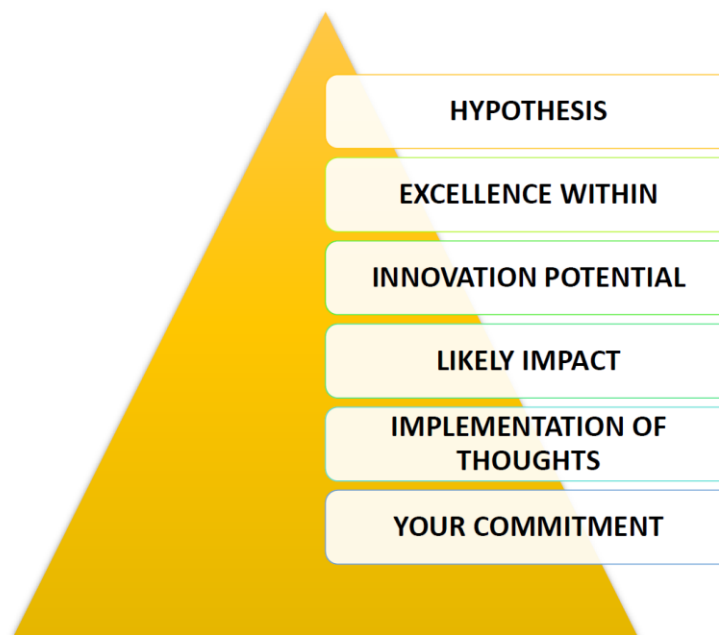 HYPOTHESIS
EXCELLENCE WITHIN
INNOVATION POTENTIAL
LIKELY IMPACT
IMPLEMENTATION OF
THOUGHTS
YOUR COMMITMENT